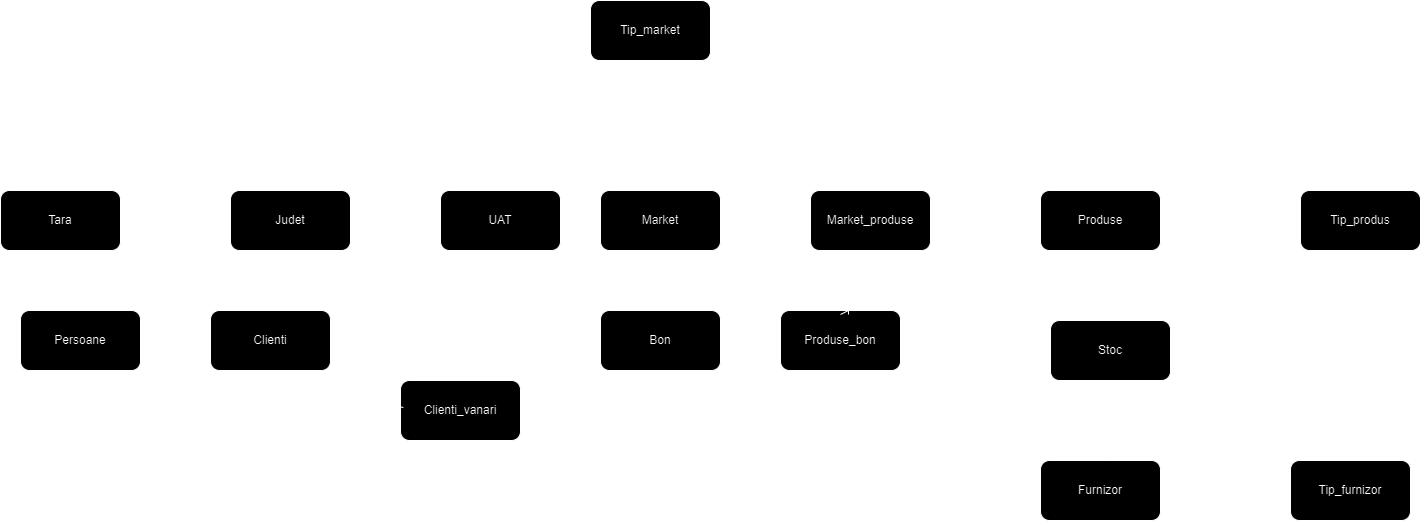 Tip_market
Tara
Judet
UAT
Market
Market_produse
Produse
Tip_produs
Persoane
Clienti
Bon
Produse_bon
Stoc
Clienti_vanari
Furnizor
Tip_furnizor